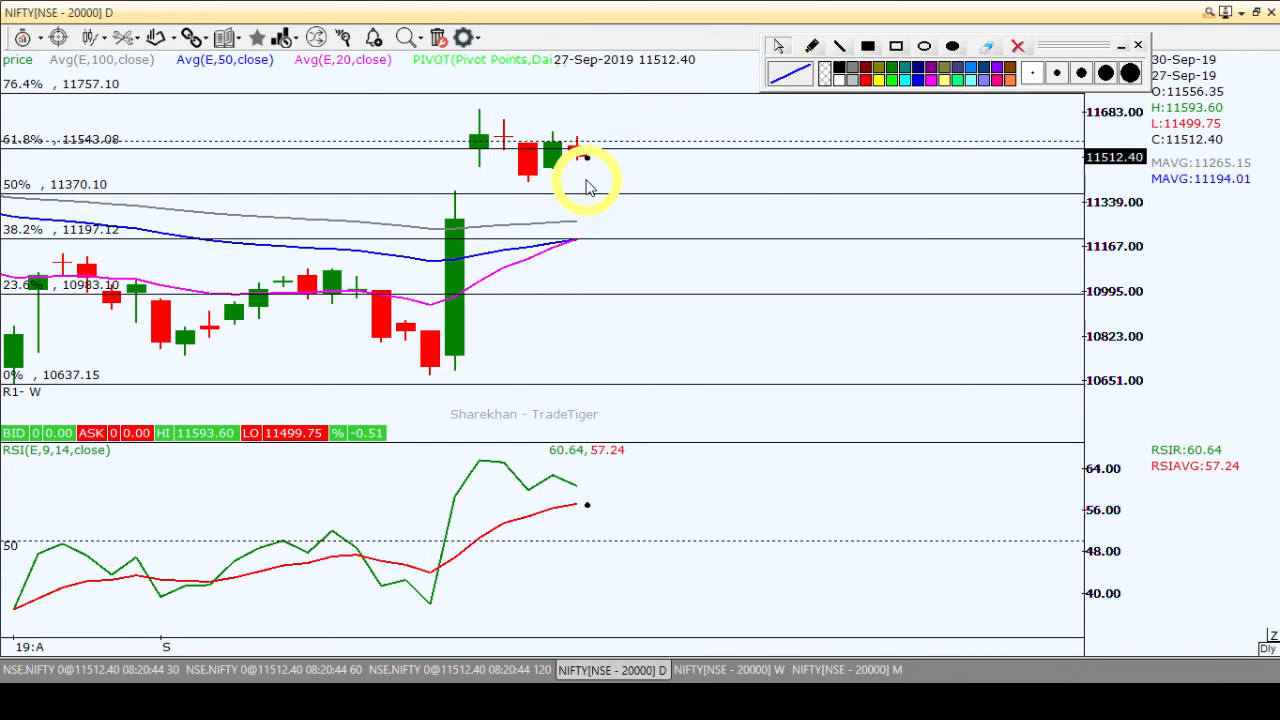 NIFTY[NSE - 20000] D
price Avg(E,100,close) Avg(E,50,close) Avg(E,20,close) PIVOT(Pivot Points,Dai 27-Sep-2019 11512.40
30-Sep-19
27-Sep-19
O:11556.35
H:11593.60
L:11499.75
C:11512.40
MAVG:11265.15
MAVG:11194.01
76.4% , 11757.10
61.8% , 11543.08
50% , 11370.10
38.2% , 11197.12
23.6% , 10983.10
0% , 10637.15
R1- W
11683.00
11512.40
11339.00
11167.00
10995.00
10823.00
10651.00
Sharekhan - TradeTiger
BID 0 0.00 ASK 0 0.00 HI 11593.60 LO 11499.75 % -0.51
RSI(E,9,14,close) 60.64, 57.24
RSIR:60.64
RSIAVG:57.24
64.00
56.00
48.00
40.00
50
19:A S
Z
Dly
NSE.NIFTY 0@11512.40 08:20:44 30 NSE.NIFTY 0@11512.40 08:20:44 60 NSE.NIFTY 0@11512.40 08:20:44 120 NIFTY[NSE - 20000] D NIFTY[NSE - 20000] W NIFTY[NSE - 20000] M